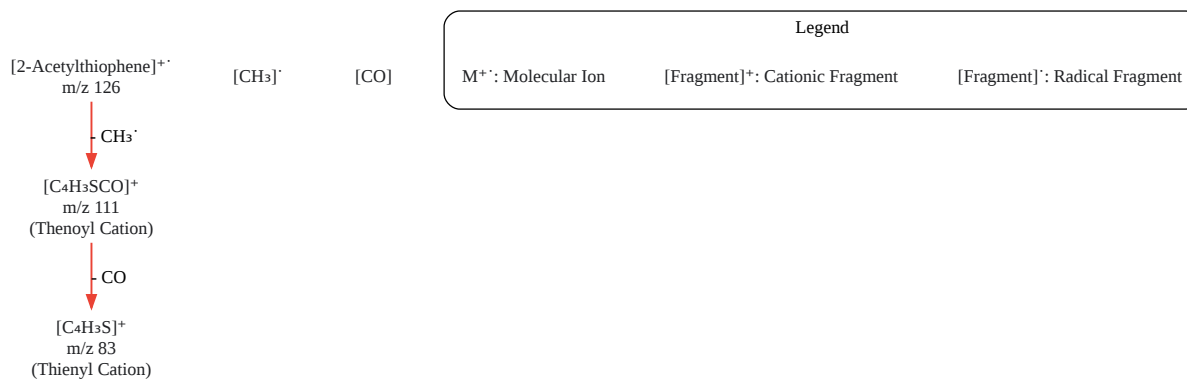 Legend
[2-Acetylthiophene]⁺˙
m/z 126
[CH₃]˙
[CO]
M⁺˙: Molecular Ion
[Fragment]⁺: Cationic Fragment
[Fragment]˙: Radical Fragment
- CH₃˙
[C₄H₃SCO]⁺
m/z 111
(Thenoyl Cation)
- CO
[C₄H₃S]⁺
m/z 83
(Thienyl Cation)